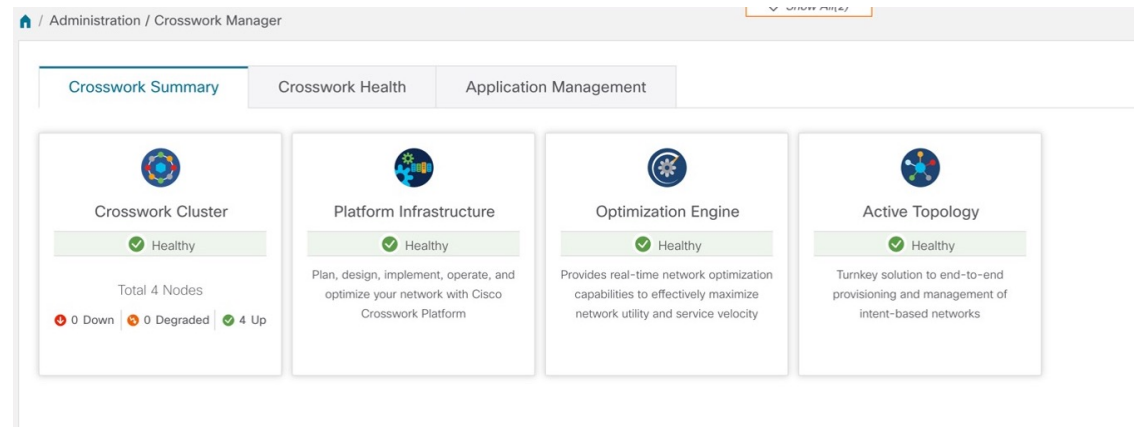 Show All(2)
/ Administration / Crosswork Manager
Crosswork Summary
Crosswork Health
Application Management
Crosswork Cluster
Healthy
Total 4 Nodes
0 Down 0 Degraded 4 Up
Platform Infrastructure
Healthy
Plan, design, implement, operate, and
optimize your network with Cisco
Crosswork Platform
Optimization Engine
Healthy
Provides real-time network optimization
capabilities to effectively maximize
network utility and service velocity
Active Topology
Healthy
Turnkey solution to end-to-end
provisioning and management of
intent-based networks